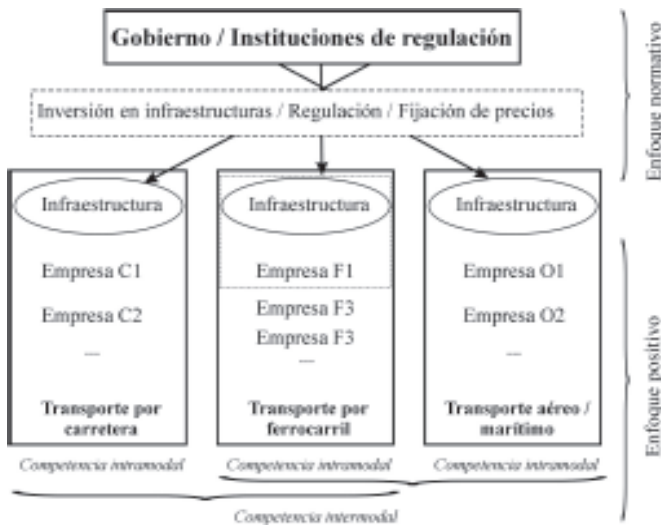 Gobierno / Instituciones de regulación
Inversión en infraestructuras / Regulación / Fijación de precios
Enfoque normativo
Infraestructura
Empresa C1
Empresa C2
...
Transporte por
carretera
Competencia intramodal
Infraestructura
Empresa F1
Empresa F3
Empresa F3
...
Transporte por
ferrocarril
Competencia intramodal
Infraestructura
Empresa O1
Empresa O2
...
Transporte aéreo /
marítimo
Competencia intramodal
Competencia intermodal
Enfoque positivo